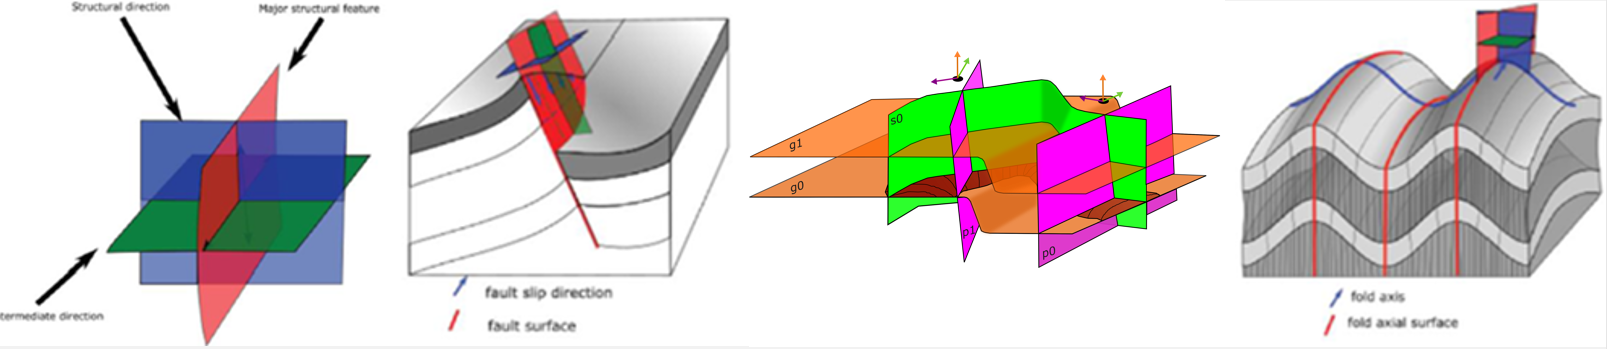 Structural direction
Major structural feature
termediate direction
fault slip direction
fault surface
s0
g1
g0
p1
p0
fold axis
fold axial surface